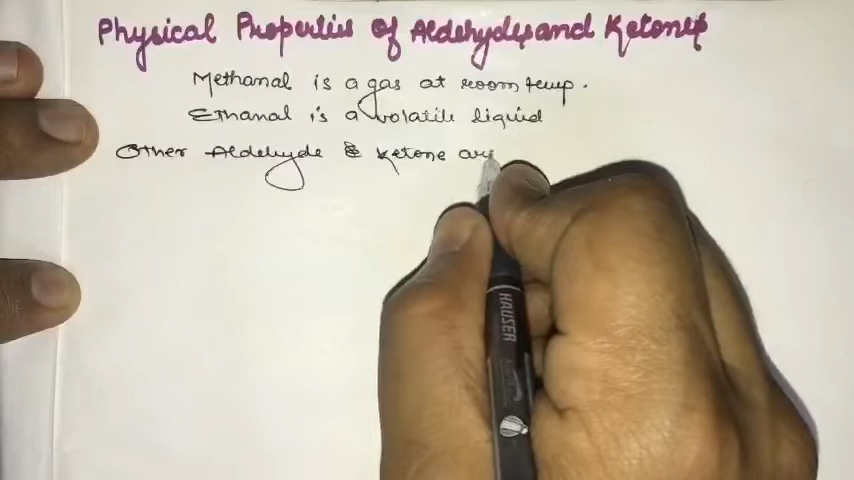 Physical Properties of Aldehydes and Ketones
Methanal is a gas at room temp.
Ethanal is a volatile liquid
Other Aldehyde & Ketone are
HAUSER